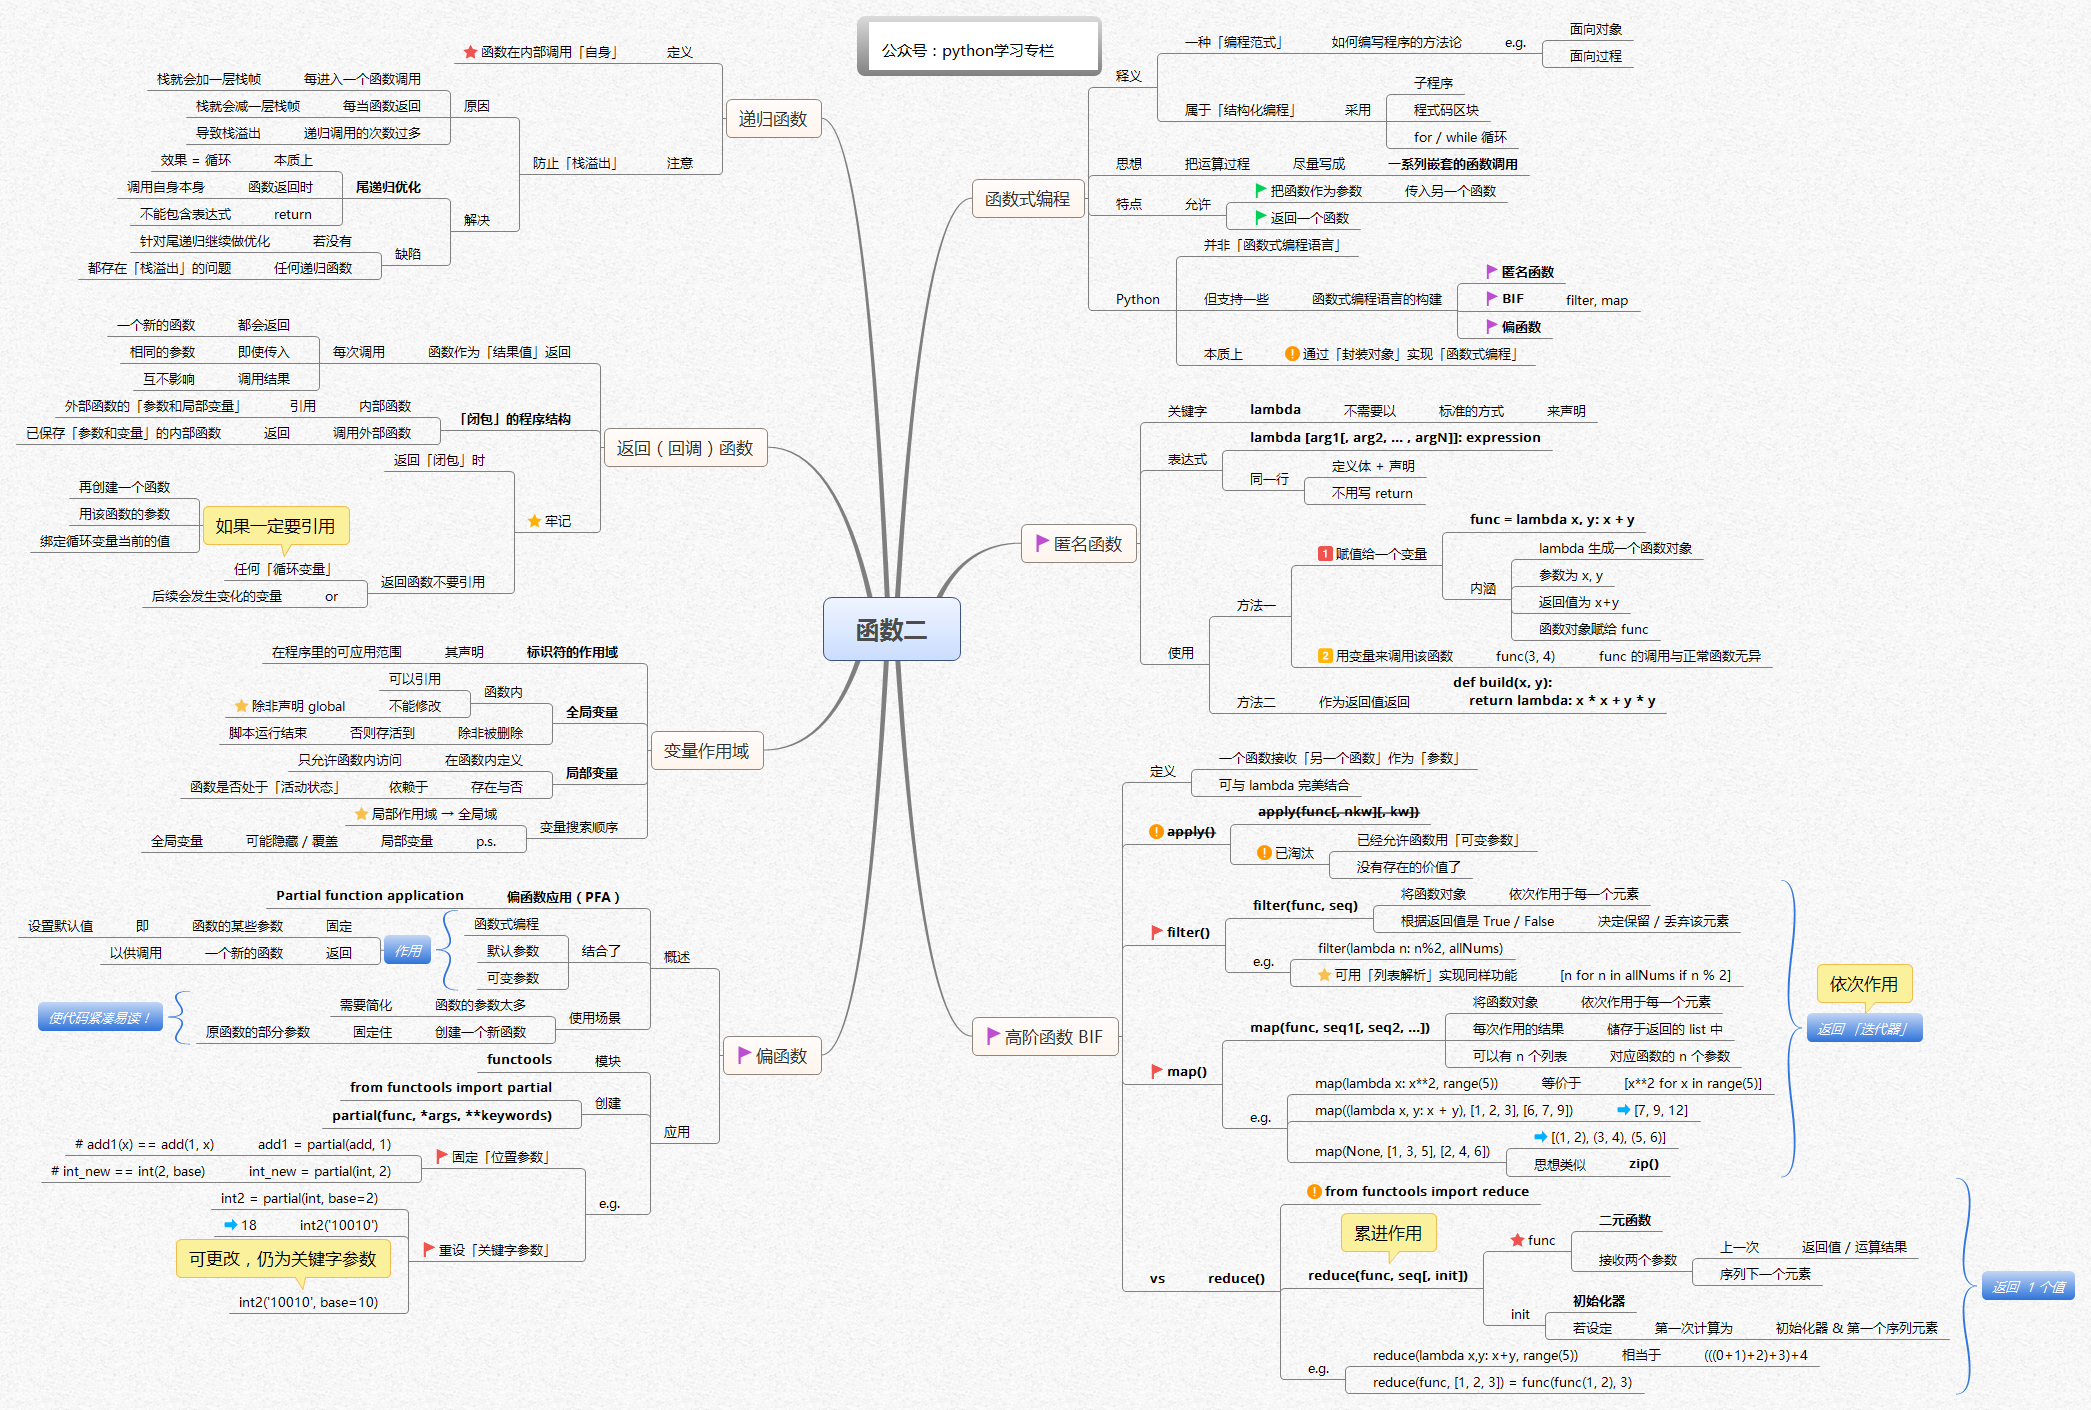 公众号：python学习专栏
函数二
递归函数
定义
函数在内部调用「自身」
注意
防止「栈溢出」
原因
每进入一个函数调用 栈就会加一层栈帧
每当函数返回 栈就会减一层栈帧
递归调用的次数过多 导致栈溢出
解决
尾递归优化
本质上 效果 = 循环
函数返回时 调用自身本身
return 不能包含表达式
缺陷
若没有 针对尾递归继续做优化
任何递归函数 都存在「栈溢出」的问题
返回（回调）函数
函数作为「结果值」返回
每次调用
都会返回 一个新的函数
即使传入 相同的参数
调用结果 互不影响
「闭包」的程序结构
内部函数 引用 外部函数的「参数和局部变量」
调用外部函数 返回 已保存「参数和变量」的内部函数
牢记
返回「闭包」时
返回函数不要引用
任何「循环变量」
or 后续会发生变化的变量
如果一定要引用
再创建一个函数
用该函数的参数
绑定循环变量当前的值
变量作用域
标识符的作用域 其声明 在程序里的可应用范围
全局变量
函数内
可以引用
不能修改 除非声明 global
除非被删除 否则存活到 脚本运行结束
局部变量
在函数内定义 只允许函数内访问
存在与否 依赖于 函数是否处于「活动状态」
变量搜索顺序
局部作用域 → 全局域
p.s. 局部变量 可能隐藏 / 覆盖 全局变量
偏函数
概述
偏函数应用（PFA） Partial function application
结合了
函数式编程
默认参数
可变参数
作用
固定 函数的某些参数 即 设置默认值
返回 一个新的函数 以供调用
使用场景
函数的参数太多 需要简化
创建一个新函数 固定住 原函数的部分参数
使代码紧凑易读！
应用
模块 functools
创建
from functools import partial
partial(func, *args, **keywords)
e.g.
固定「位置参数」
add1 = partial(add, 1) # add1(x) == add(1, x)
int_new = partial(int, 2) # int_new == int(2, base)
重设「关键字参数」
int2 = partial(int, base=2)
int2('10010') 18
可更改，仍为关键字参数
int2('10010', base=10)
函数式编程
释义
一种「编程范式」 如何编写程序的方法论 e.g.
面向对象
面向过程
属于「结构化编程」 采用
子程序
程式码区块
for / while 循环
思想 把运算过程 尽量写成 一系列嵌套的函数调用
特点 允许
把函数作为参数 传入另一个函数
返回一个函数
Python
并非「函数式编程语言」
但支持一些 函数式编程语言的构建
匿名函数
BIF filter, map
偏函数
本质上 通过「封装对象」实现「函数式编程」
匿名函数
关键字 lambda 不需要以 标准的方式 来声明
表达式
lambda [arg1[, arg2, ... , argN]]: expression
同一行
定义体 + 声明
不用写 return
使用
方法一
1 赋值给一个变量
func = lambda x, y: x + y
内涵
lambda 生成一个函数对象
参数为 x, y
返回值为 x+y
函数对象赋给 func
2 用变量来调用该函数 func(3, 4) func 的调用与正常函数无异
方法二 作为返回值返回
def build(x, y):
return lambda: x * x + y * y
高阶函数 BIF
定义
一个函数接收「另一个函数」作为「参数」
可与 lambda 完美结合
apply()
apply(func[, nkw][, kw])
已淘汰
已经允许函数用「可变参数」
没有存在的价值了
filter()
filter(func, seq)
将函数对象 依次作用于每一个元素
根据返回值是 True / False 决定保留 / 丢弃该元素
e.g.
filter(lambda n: n%2, allNums)
可用「列表解析」实现同样功能 [n for n in allNums if n % 2]
map()
map(func, seq1[, seq2, ...])
将函数对象 依次作用于每一个元素
每次作用的结果 储存于返回的 list 中
可以有 n 个列表 对应函数的 n 个参数
e.g.
map(lambda x: x**2, range(5)) 等价于 [x**2 for x in range(5)]
map((lambda x, y: x + y), [1, 2, 3], [6, 7, 9]) [7, 9, 12]
map(None, [1, 3, 5], [2, 4, 6])
[(1, 2), (3, 4), (5, 6)]
思想类似 zip()
依次作用
返回 「迭代器」
vs reduce()
from functools import reduce
累进作用
reduce(func, seq[, init])
func
二元函数
接收两个参数
上一次 返回值 / 运算结果
序列下一个元素
init
初始化器
若设定 第一次计算为 初始化器 & 第一个序列元素
e.g.
reduce(lambda x,y: x+y, range(5)) 相当于 (((0+1)+2)+3)+4
reduce(func, [1, 2, 3]) = func(func(1, 2), 3)
返回 1 个值